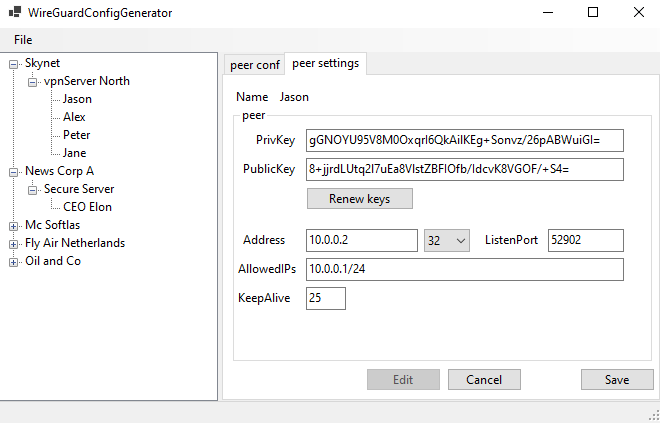 WireGuardConfigGenerator
File
Skynet
vpnServer North
Jason
Alex
Peter
Jane
News Corp A
Secure Server
CEO Elon
Mc Softlas
Fly Air Netherlands
Oil and Co
peer conf peer settings
Name Jason
peer
PrivKey gGNOYU95V8M0Oxqrl6QkAilKEg+Sonvz/26pABWuiGI=
PublicKey 8+jjrdLUtq2I7uEa8VIstZBFIOfb/IdcvK8VGOF/+S4=
Renew keys
Address 10.0.0.2 32 ListenPort 52902
AllowedIPs 10.0.0.1/24
KeepAlive 25
Edit Cancel Save